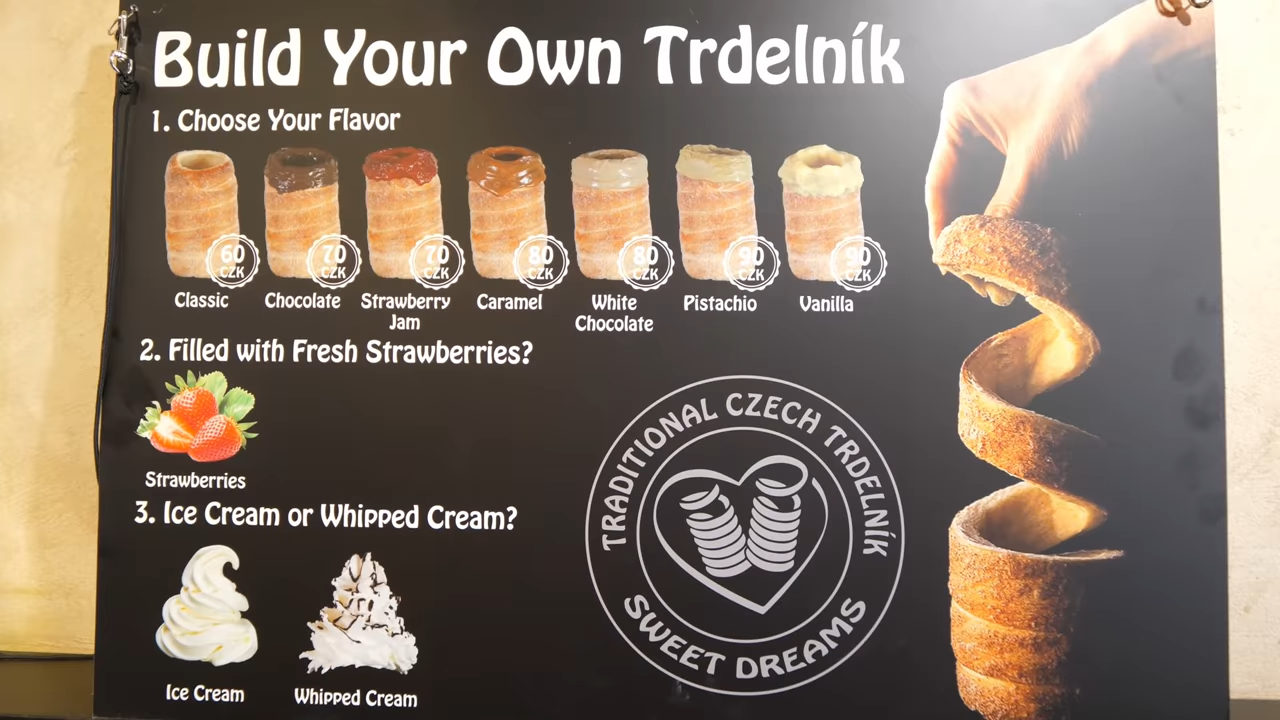 Build Your Own Trdelník
1. Choose Your Flavor
60 CZK
70 CZK
70 CZK
80 CZK
80 CZK
90 CZK
90 CZK
Classic
Chocolate
Strawberry Jam
Caramel
White Chocolate
Pistachio
Vanilla
2. Filled with Fresh Strawberries?
Strawberries
3. Ice Cream or Whipped Cream?
Ice Cream
Whipped Cream
TRADITIONAL CZECH TRDELNÍK
SWEET DREAMS